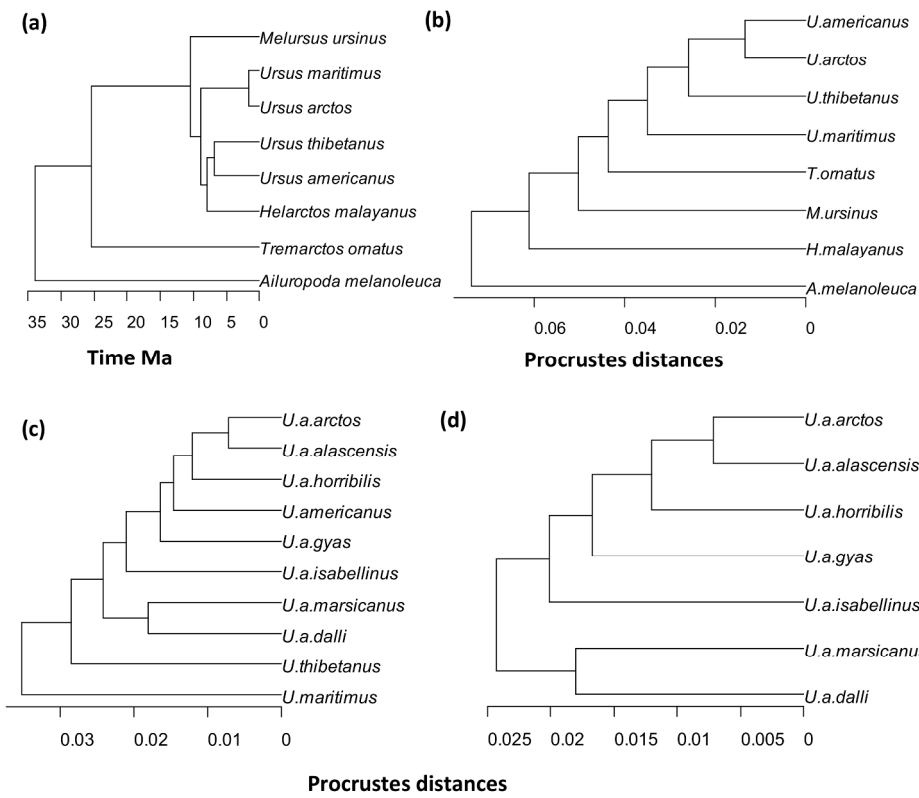 (a)
Melursus ursinus
Ursus maritimus
Ursus arctos
Ursus thibetanus
Ursus americanus
Helarctos malayanus
Tremarctos ornatus
Ailuropoda melanoleuca
35 30 25 20 15 10 5 0
Time Ma
(b)
U.americanus
U.arctos
U.thibetanus
U.maritimus
T.ornatus
M.ursinus
H.malayanus
A.melanoleuca
0.06 0.04 0.02 0
Procrustes distances
(c)
U.a.arctos
U.a.alascensis
U.a.horribilis
U.americanus
U.a.gyas
U.a.isabellinus
U.a.marsicanus
U.a.dalli
U.thibetanus
U.maritimus
0.03 0.02 0.01 0
(d)
U.a.arctos
U.a.alascensis
U.a.horribilis
U.a.gyas
U.a.isabellinus
U.a.marsicanus
U.a.dalli
0.025 0.02 0.015 0.01 0.005 0
Procrustes distances